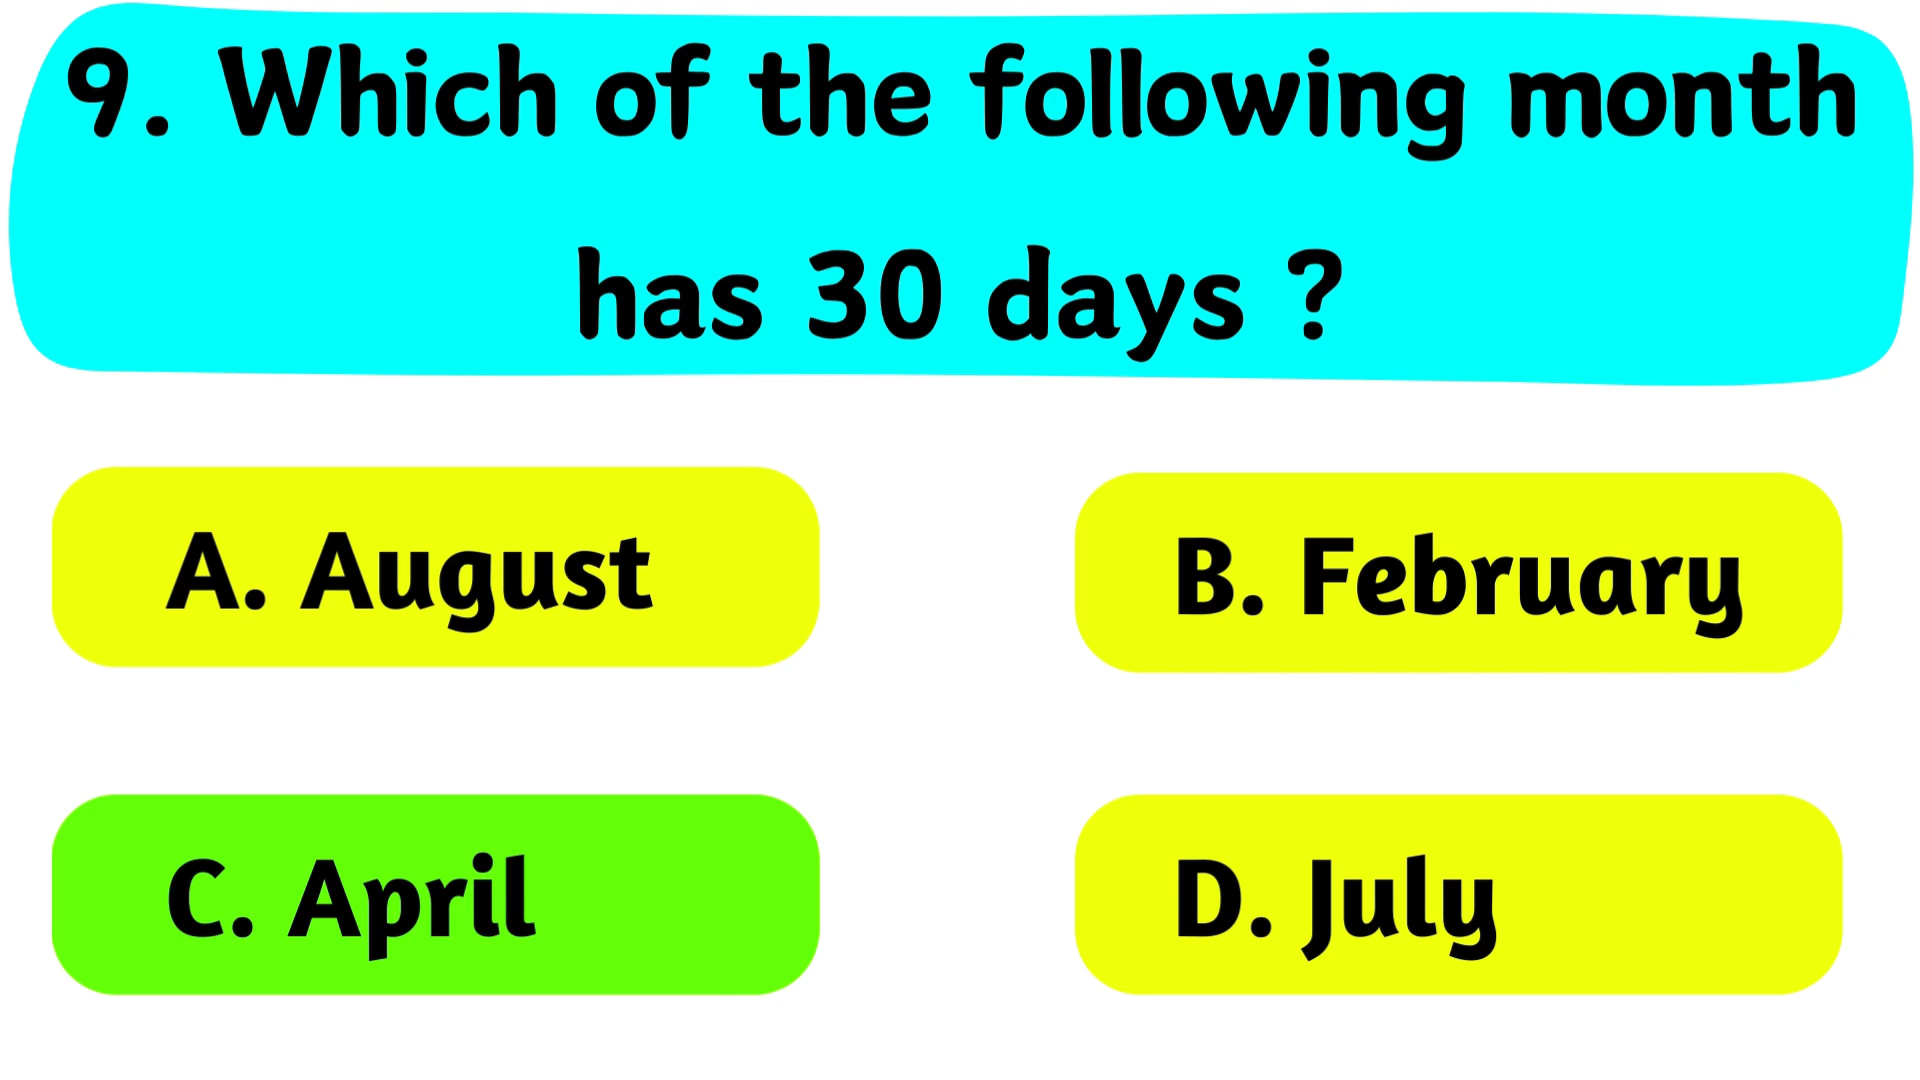 9. Which of the following month
has 30 days ?
A. August
B. February
C. April
D. July